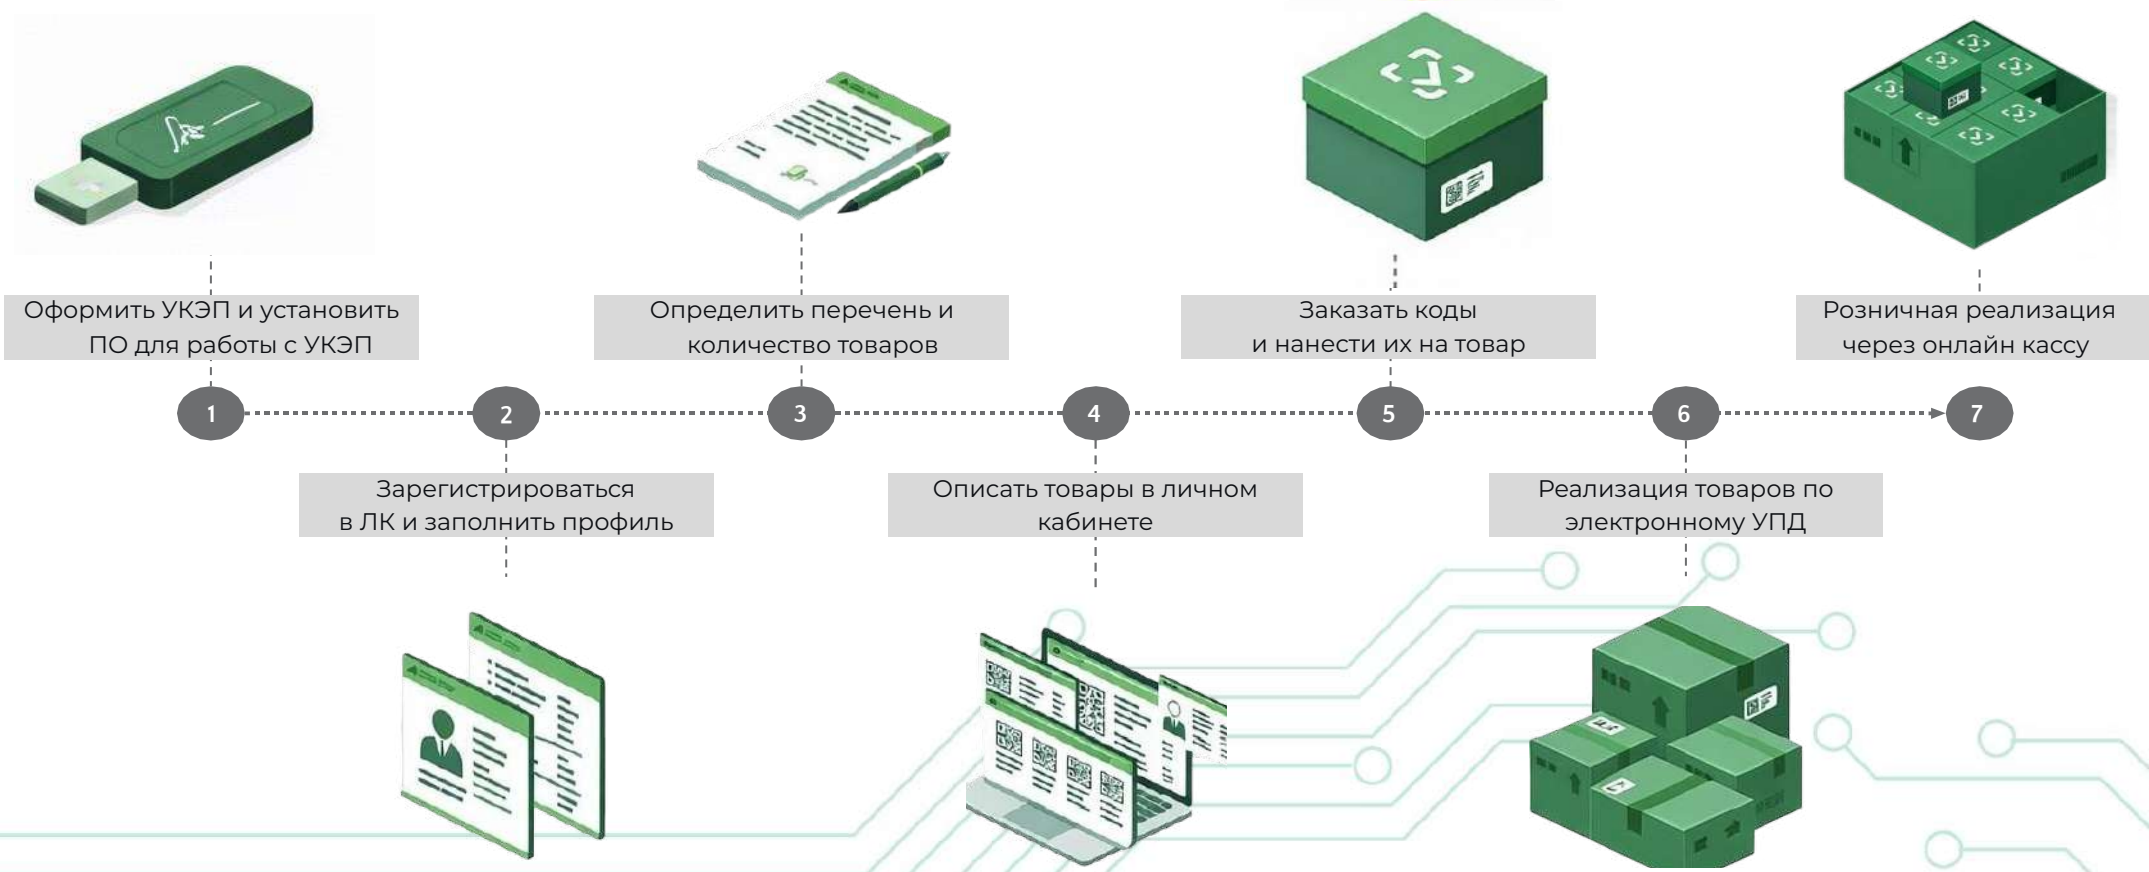 Оформить УКЭП и установить
ПО для работы с УКЭП
Определить перечень и
количество товаров
Заказать коды
и нанести их на товар
Розничная реализация
через онлайн кассу
1
2
3
4
5
6
7
Зарегистрироваться
в ЛК и заполнить профиль
Описать товары в личном
кабинете
Реализация товаров по
электронному УПД